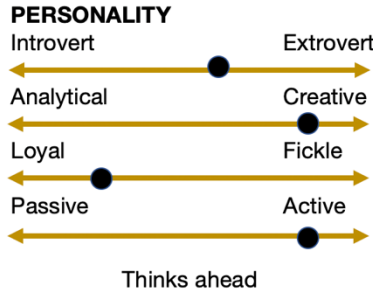 PERSONALITY
Introvert Extrovert
Analytical Creative
Loyal Fickle
Passive Active
Thinks ahead